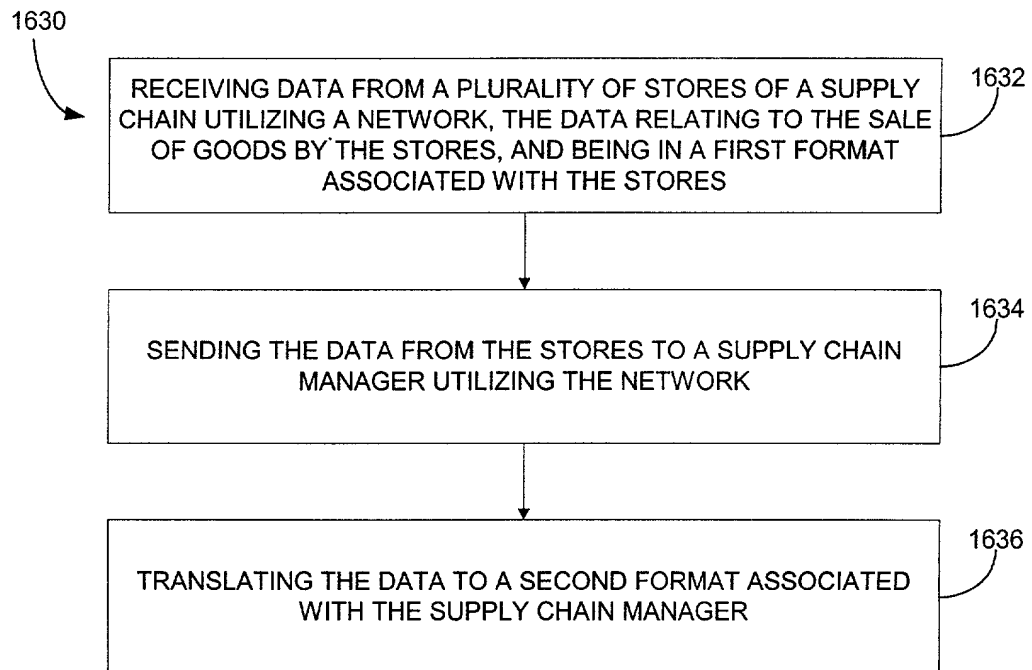 1630
1632
RECEIVING DATA FROM A PLURALITY OF STORES OF A SUPPLY
CHAIN UTILIZING A NETWORK, THE DATA RELATING TO THE SALE
OF GOODS BY THE STORES, AND BEING IN A FIRST FORMAT
ASSOCIATED WITH THE STORES
1634
SENDING THE DATA FROM THE STORES TO A SUPPLY CHAIN
MANAGER UTILIZING THE NETWORK
1636
TRANSLATING THE DATA TO A SECOND FORMAT ASSOCIATED
WITH THE SUPPLY CHAIN MANAGER